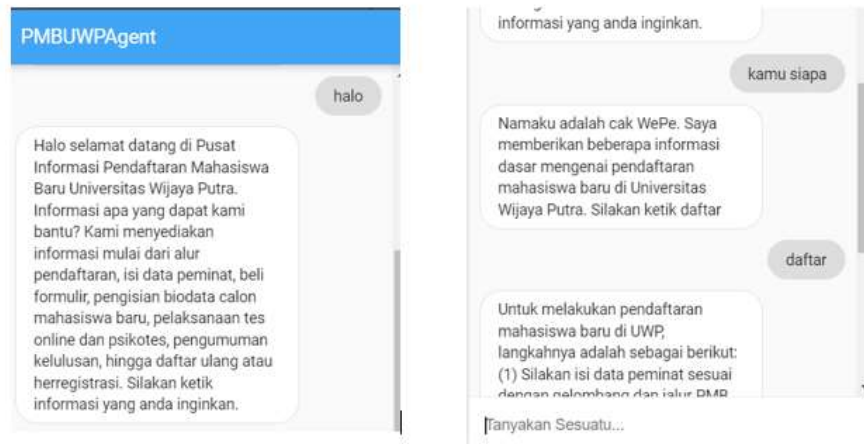 PMBUWPAgent
halo
Halo selamat datang di Pusat
Informasi Pendaftaran Mahasiswa
Baru Universitas Wijaya Putra.
Informasi apa yang dapat kami
bantu? Kami menyediakan
informasi mulai dari alur
pendaftaran, isi data peminat, beli
formulir, pengisian biodata calon
mahasiswa baru, pelaksanaan tes
online dan psikotes, pengumuman
kelulusan, hingga daftar ulang atau
herregistrasi. Silakan ketik
informasi yang anda inginkan.
informasi yang anda inginkan.
kamu siapa
Namaku adalah cak WePe. Saya
memberikan beberapa informasi
dasar mengenai pendaftaran
mahasiswa baru di Universitas
Wijaya Putra. Silakan ketik daftar
daftar
Untuk melakukan pendaftaran
mahasiswa baru di UWP,
langkahnya adalah sebagai berikut:
(1) Silakan isi data peminat sesuai
dengan gelombang dan jalur PMB
Tanyakan Sesuatu...